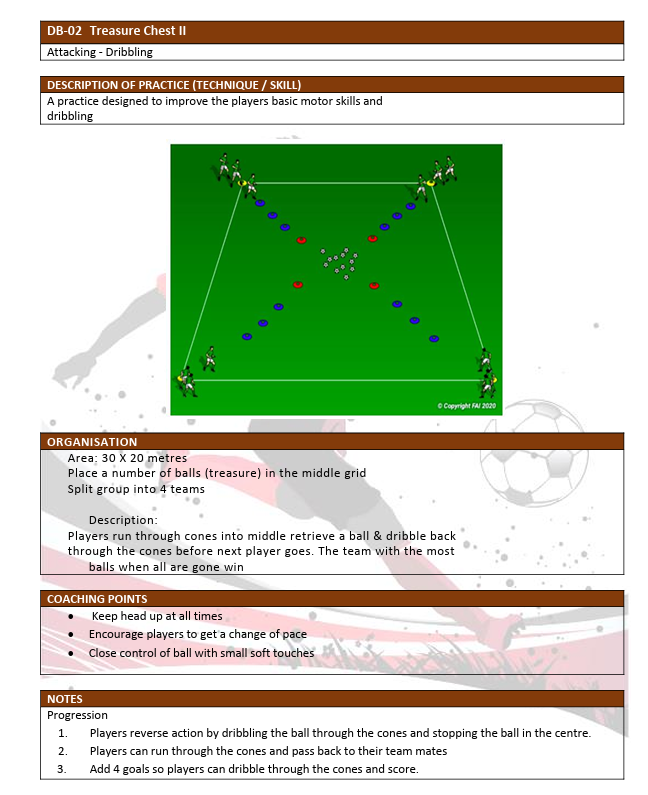 DB-02 Treasure Chest II
Attacking - Dribbling
DESCRIPTION OF PRACTICE (TECHNIQUE / SKILL)
A practice designed to improve the players basic motor skills and
dribbling
© Copyright FAI 2020
ORGANISATION
Area: 30 X 20 metres
Place a number of balls (treasure) in the middle grid
Split group into 4 teams
Description:
Players run through cones into middle retrieve a ball & dribble back
through the cones before next player goes. The team with the most
balls when all are gone win
COACHING POINTS
• Keep head up at all times
• Encourage players to get a change of pace
• Close control of ball with small soft touches
NOTES
Progression
1. Players reverse action by dribbling the ball through the cones and stopping the ball in the centre.
2. Players can run through the cones and pass back to their team mates
3. Add 4 goals so players can dribble through the cones and score.